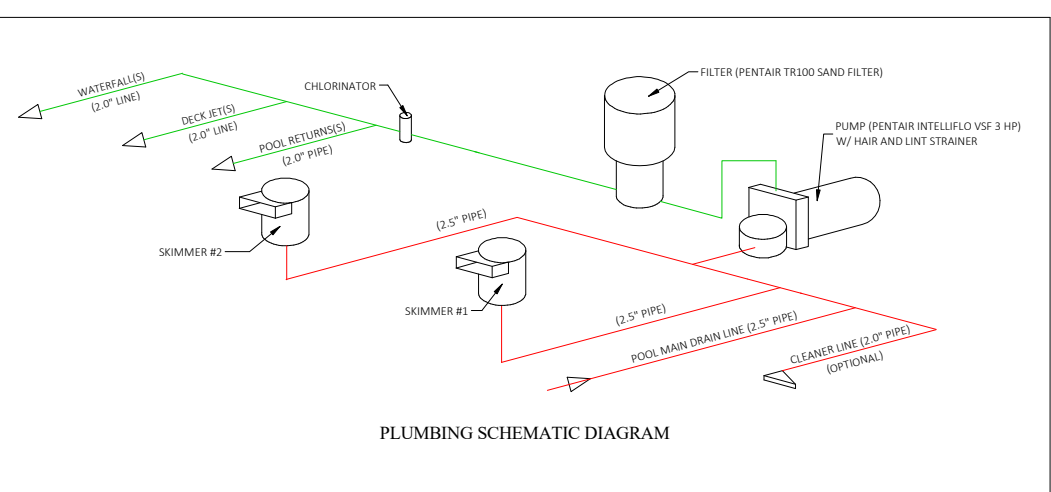 WATERFALL(S)
(2.0" LINE)
DECK JET(S)
(2.0" LINE)
POOL RETURNS(S)
(2.0" PIPE)
CHLORINATOR
FILTER (PENTAIR TR100 SAND FILTER)
PUMP (PENTAIR INTELLIFLO VSF 3 HP)
W/ HAIR AND LINT STRAINER
SKIMMER #2
(2.5" PIPE)
SKIMMER #1
(2.5" PIPE)
POOL MAIN DRAIN LINE (2.5" PIPE)
CLEANER LINE (2.0" PIPE)
(OPTIONAL)
PLUMBING SCHEMATIC DIAGRAM